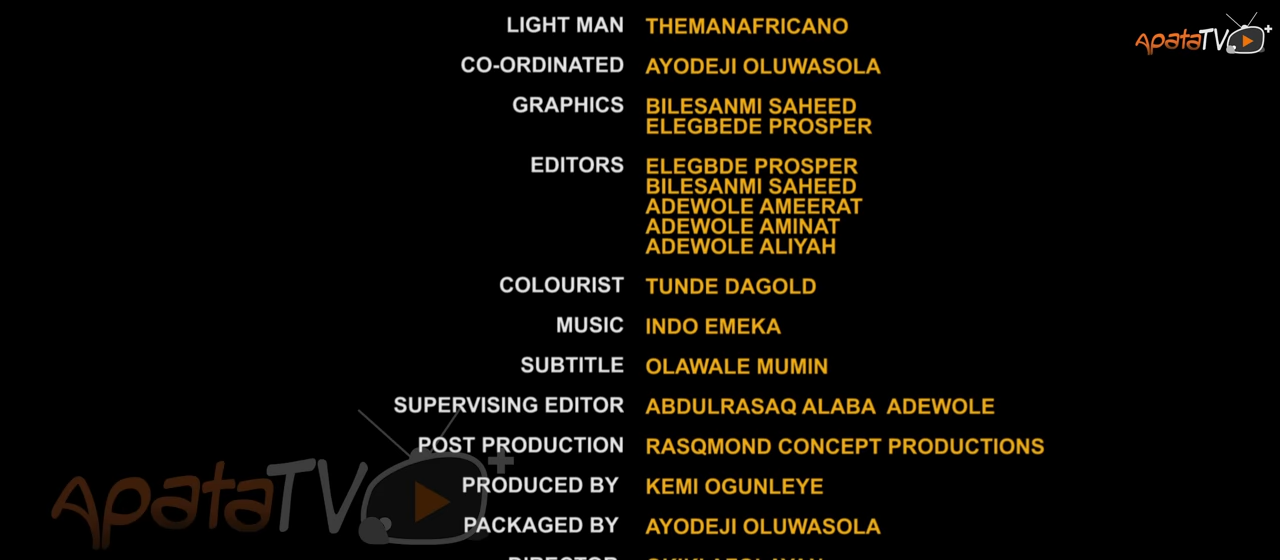 LIGHT MAN THEMANAFRICANO
ApataTV+
CO-ORDINATED AYODEJI OLUWASOLA
GRAPHICS BILESANMI SAHEED
ELEGBEDE PROSPER
EDITORS ELEGBDE PROSPER
BILESANMI SAHEED
ADEWOLE AMEERAT
ADEWOLE AMINAT
ADEWOLE ALIYAH
COLOURIST TUNDE DAGOLD
MUSIC INDO EMEKA
SUBTITLE OLAWALE MUMIN
SUPERVISING EDITOR ABDULRASAQ ALABA ADEWOLE
POST PRODUCTION RASQMOND CONCEPT PRODUCTIONS
PRODUCED BY KEMI OGUNLEYE
ApataTV+
PACKAGED BY AYODEJI OLUWASOLA
DIRECTOR